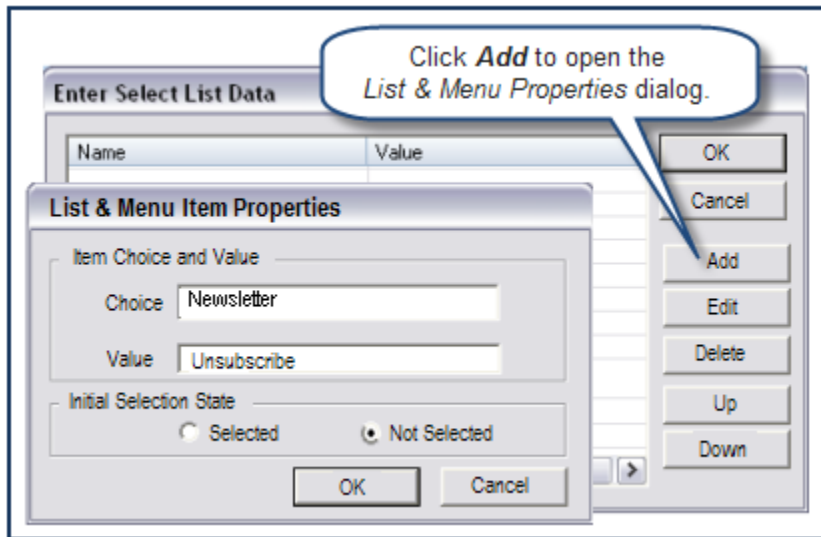 Click Add to open the
List & Menu Properties dialog.
Enter Select List Data
Name Value
OK
Cancel
Add
Edit
Delete
Up
Down
List & Menu Item Properties
Item Choice and Value
Choice Newsletter
Value Unsubscribe
Initial Selection State
Selected Not Selected
OK Cancel